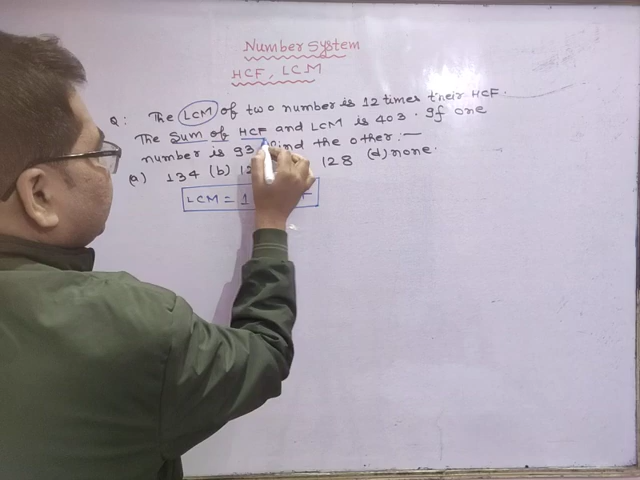 Number System
HCF, LCM
Q: The LCM of two number is 12 times their HCF.
The Sum of HCF and LCM is 403. If one
number is 93 find the other:—
(a) 134 (b) 128 (d) none.
LCM = 1